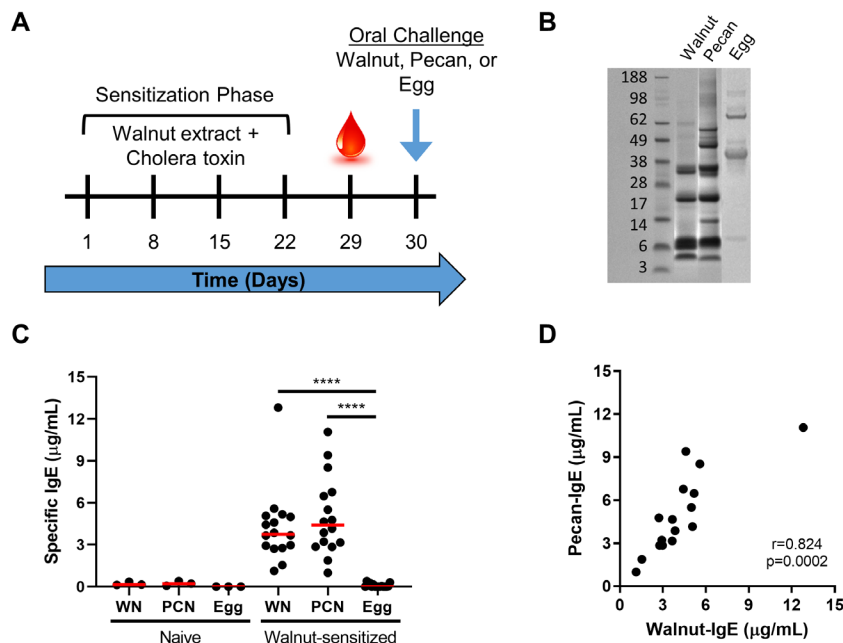 A
Oral Challenge
Walnut, Pecan, or
Egg
Sensitization Phase
Walnut extract +
Cholera toxin
1 8 15 22 29 30
Time (Days)
B
Walnut Pecan Egg
188
98
62
49
38
28
17
14
6
3
C
Specific IgE (µg/mL)
15
12
9
6
3
0
****
****
WN PCN Egg WN PCN Egg
Naive Walnut-sensitized
D
Pecan-IgE (µg/mL)
15
12
9
6
3
0
r=0.824
p=0.0002
0 3 6 9 12 15
Walnut-IgE (µg/mL)